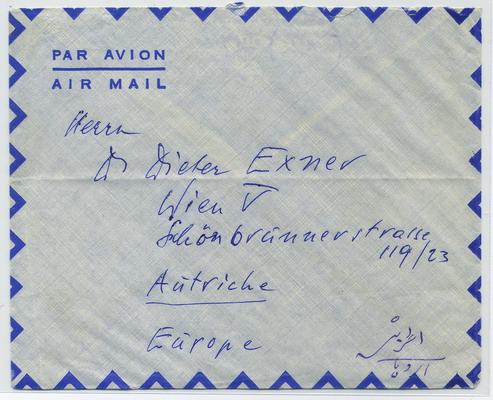 PAR AVION
AIR MAIL
Herrn
Dr Dieter Exner
Wien V
Schönbrunnerstrasse
119/23
Autriche
Europe